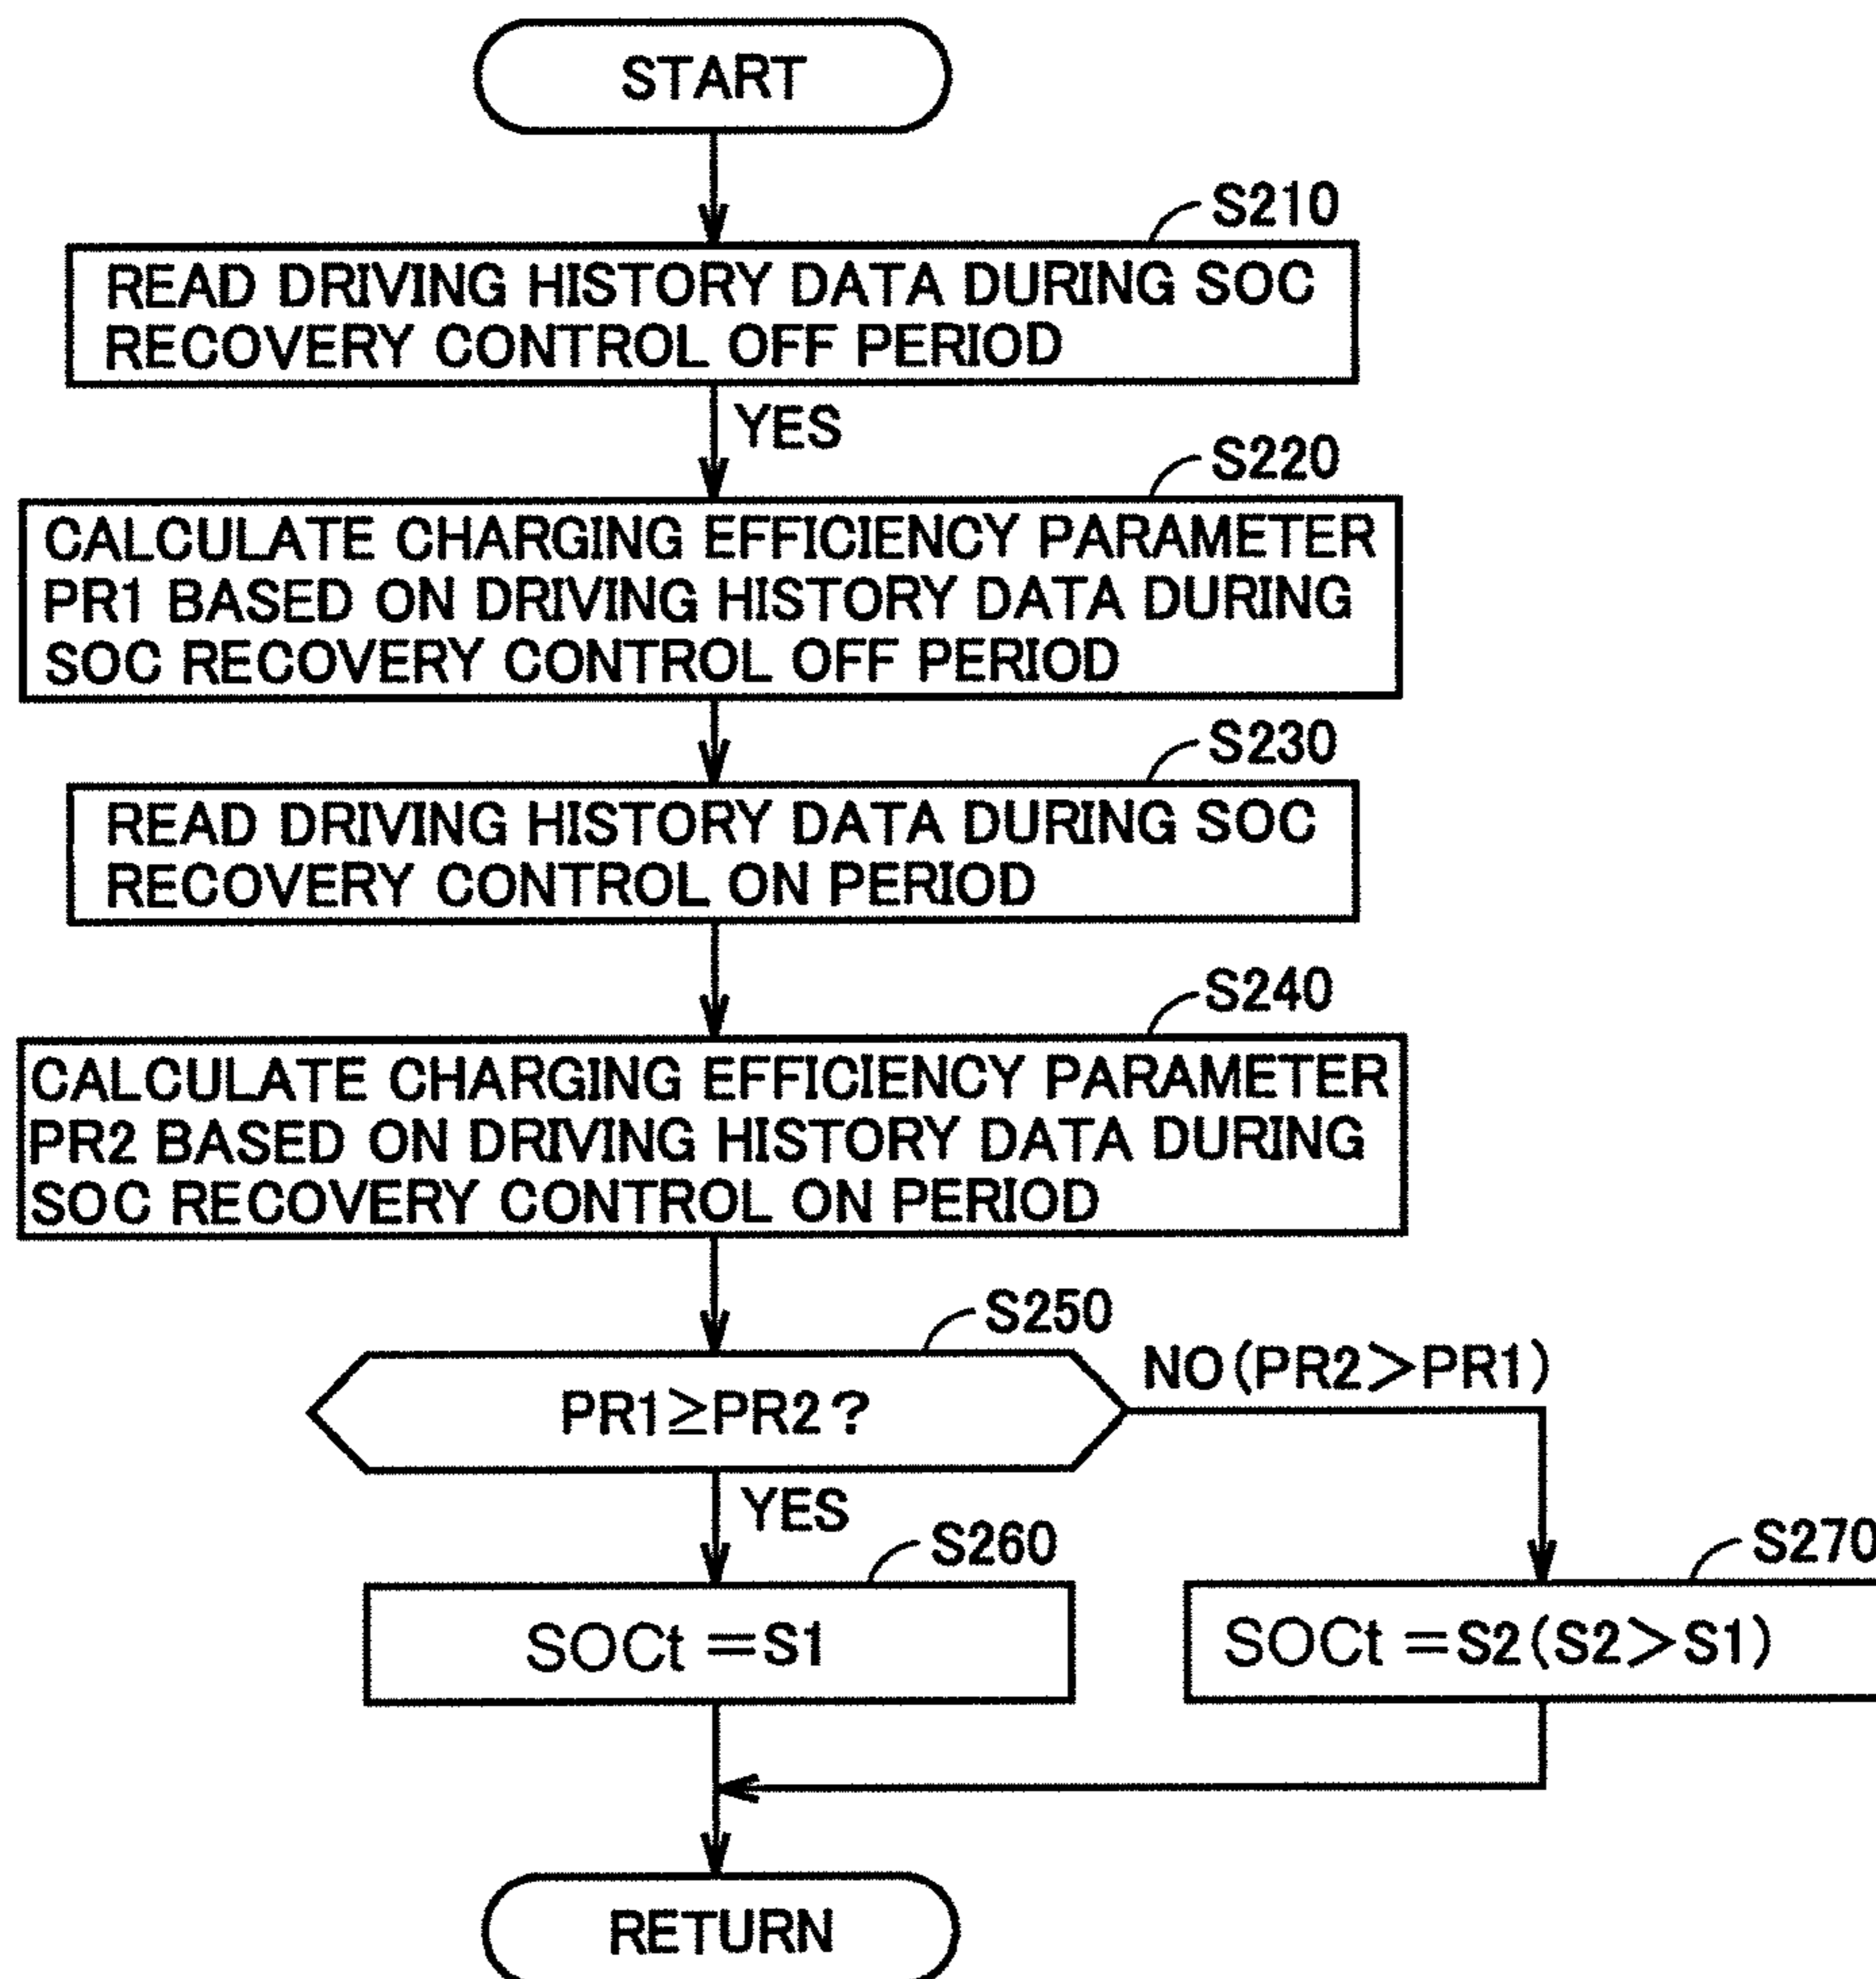 START
S210
READ DRIVING HISTORY DATA DURING SOC
RECOVERY CONTROL OFF PERIOD
YES
S220
CALCULATE CHARGING EFFICIENCY PARAMETER
PR1 BASED ON DRIVING HISTORY DATA DURING
SOC RECOVERY CONTROL OFF PERIOD
S230
READ DRIVING HISTORY DATA DURING SOC
RECOVERY CONTROL ON PERIOD
S240
CALCULATE CHARGING EFFICIENCY PARAMETER
PR2 BASED ON DRIVING HISTORY DATA DURING
SOC RECOVERY CONTROL ON PERIOD
S250
PR1≥PR2?
NO(PR2>PR1)
YES
S260
SOCt =S1
S270
SOCt =S2(S2>S1)
RETURN